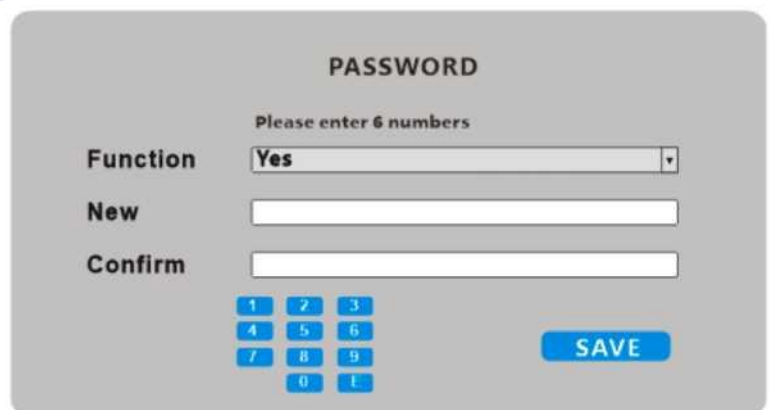 PASSWORD
Please enter 6 numbers
Function Yes
New
Confirm
1 2 3
4 5 6
7 8 9
0 E
SAVE